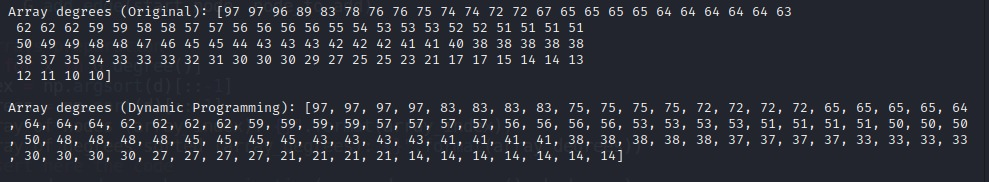 Array degrees (Original): [97 97 96 89 83 78 76 76 75 74 74 72 72 67 65 65 65 65 64 64 64 64 64 63
62 62 62 59 59 58 58 57 57 56 56 56 56 55 54 53 53 53 52 52 51 51 51 51
50 49 49 48 48 47 46 45 45 44 43 43 43 42 42 42 41 41 40 38 38 38 38 38
38 37 35 34 33 33 33 32 31 30 30 30 29 27 25 25 23 21 17 17 15 14 14 13
12 11 10 10]
Array degrees (Dynamic Programming): [97, 97, 97, 97, 83, 83, 83, 83, 75, 75, 75, 75, 72, 72, 72, 72, 65, 65, 65, 65, 64
64, 64, 64, 62, 62, 62, 62, 59, 59, 59, 59, 57, 57, 57, 57, 56, 56, 56, 56, 53, 53, 53, 53, 51, 51, 51, 51, 50, 50, 50
, 50, 48, 48, 48, 48, 45, 45, 45, 45, 43, 43, 43, 43, 41, 41, 41, 41, 38, 38, 38, 38, 38, 37, 37, 37, 37, 33, 33, 33, 33
, 30, 30, 30, 30, 27, 27, 27, 27, 21, 21, 21, 21, 14, 14, 14, 14, 14, 14, 14]